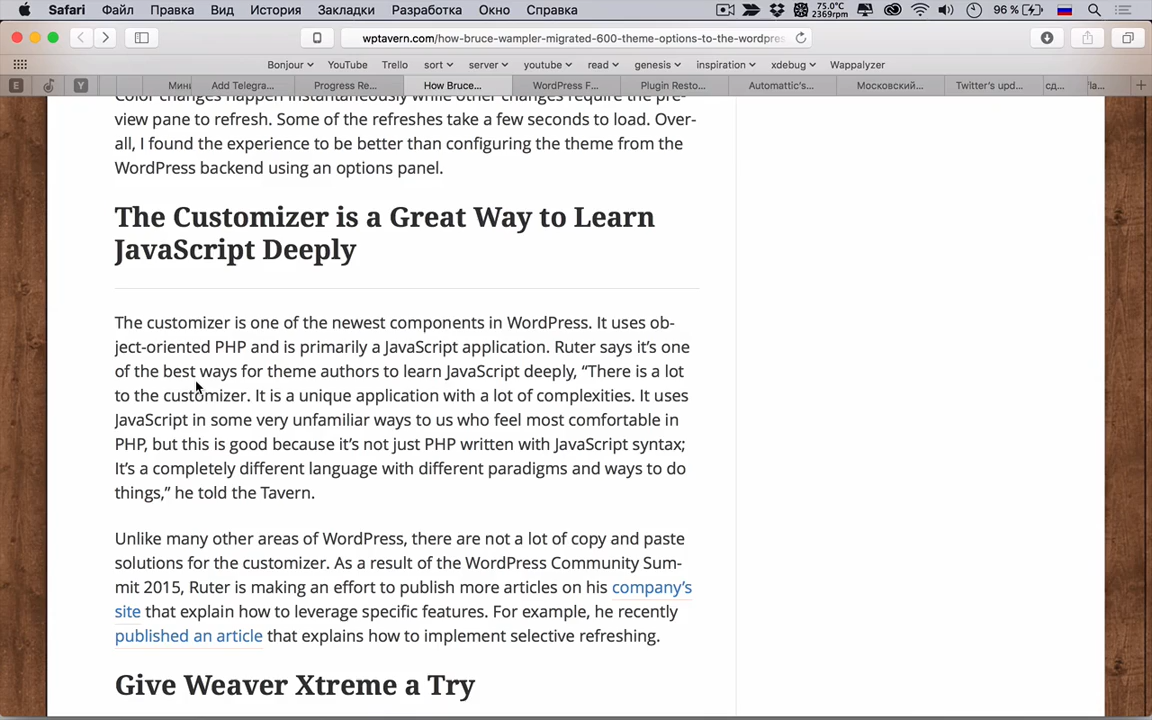 Safari Файл Правка Вид История Закладки Разработка Окно Справка 75.0°C 2369rpm 96 %
wptavern.com/how-bruce-wampler-migrated-600-theme-options-to-the-wordpres
Bonjour YouTube Trello sort server youtube read genesis inspiration xdebug Wappalyzer
E Y Мини Add Telegra... Progress Re... How Bruce... WordPress F... Plugin Resto... Automattic's... Московский... Twitter's upd... сд...
Color changes happen instantaneously while other changes require the pre-
view pane to refresh. Some of the refreshes take a few seconds to load. Over-
all, I found the experience to be better than configuring the theme from the
WordPress backend using an options panel.
The Customizer is a Great Way to Learn
JavaScript Deeply
The customizer is one of the newest components in WordPress. It uses ob-
ject-oriented PHP and is primarily a JavaScript application. Ruter says it's one
of the best ways for theme authors to learn JavaScript deeply, “There is a lot
to the customizer. It is a unique application with a lot of complexities. It uses
JavaScript in some very unfamiliar ways to us who feel most comfortable in
PHP, but this is good because it's not just PHP written with JavaScript syntax;
It's a completely different language with different paradigms and ways to do
things,” he told the Tavern.
Unlike many other areas of WordPress, there are not a lot of copy and paste
solutions for the customizer. As a result of the WordPress Community Sum-
mit 2015, Ruter is making an effort to publish more articles on his company's
site that explain how to leverage specific features. For example, he recently
published an article that explains how to implement selective refreshing.
Give Weaver Xtreme a Try